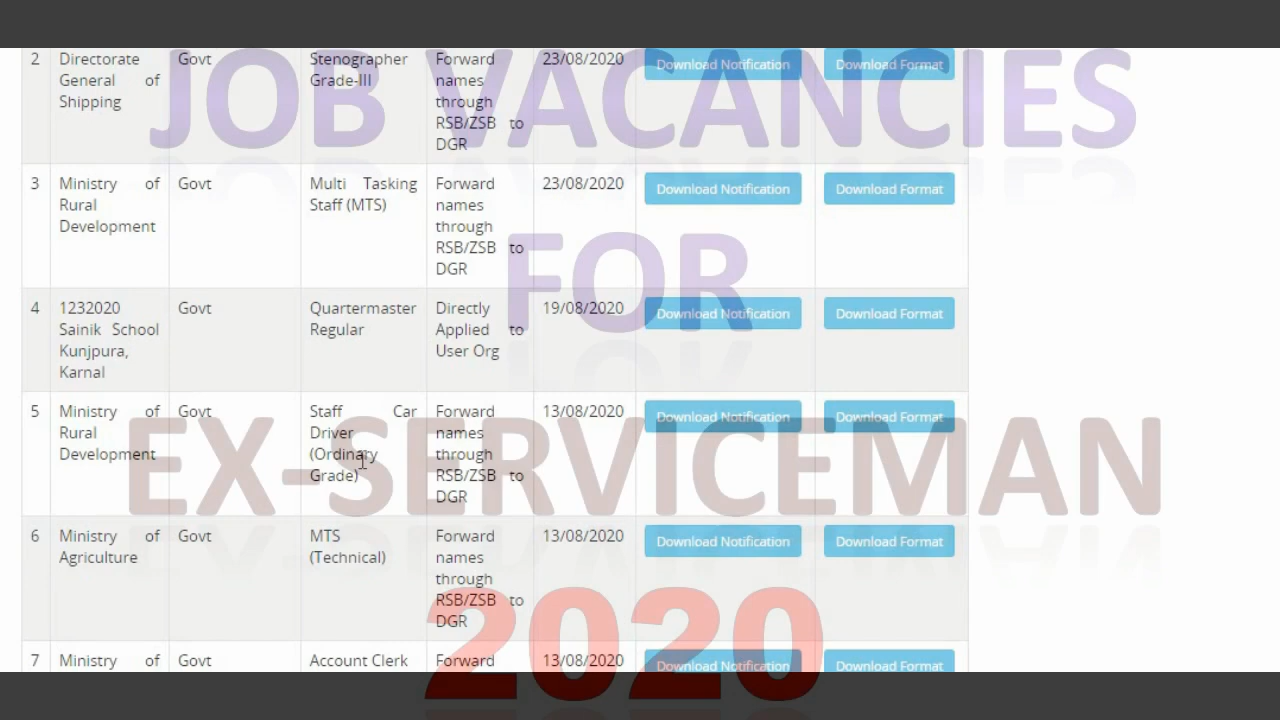 JOB VACANCIES
FOR
EX-SERVICEMAN
2020
2 Directorate General of Shipping Govt Stenographer Grade-III Forward names through RSB/ZSB to DGR 23/08/2020 Download Notification Download Format
3 Ministry of Rural Development Govt Multi Tasking Staff (MTS) Forward names through RSB/ZSB to DGR 23/08/2020 Download Notification Download Format
4 1232020 Sainik School Kunjpura, Karnal Govt Quartermaster Regular Directly Applied to User Org 19/08/2020 Download Notification Download Format
5 Ministry of Rural Development Govt Staff Car Driver (Ordinary Grade) Forward names through RSB/ZSB to DGR 13/08/2020 Download Notification Download Format
6 Ministry of Agriculture Govt MTS (Technical) Forward names through RSB/ZSB to DGR 13/08/2020 Download Notification Download Format
7 Ministry of Govt Account Clerk Forward 13/08/2020 Download Notification Download Format